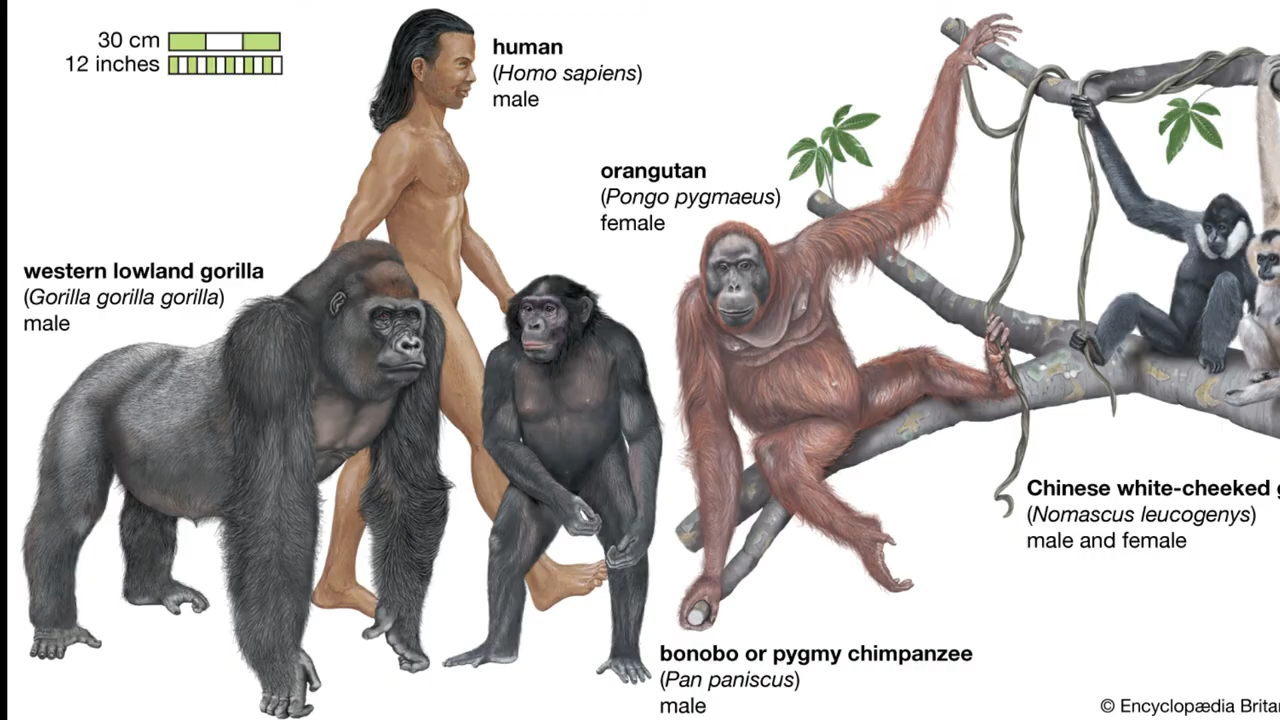 30 cm
12 inches
human
(Homo sapiens)
male
orangutan
(Pongo pygmaeus)
female
western lowland gorilla
(Gorilla gorilla gorilla)
male
Chinese white-cheeked
(Nomascus leucogenys)
male and female
bonobo or pygmy chimpanzee
(Pan paniscus)
male
© Encyclopædia